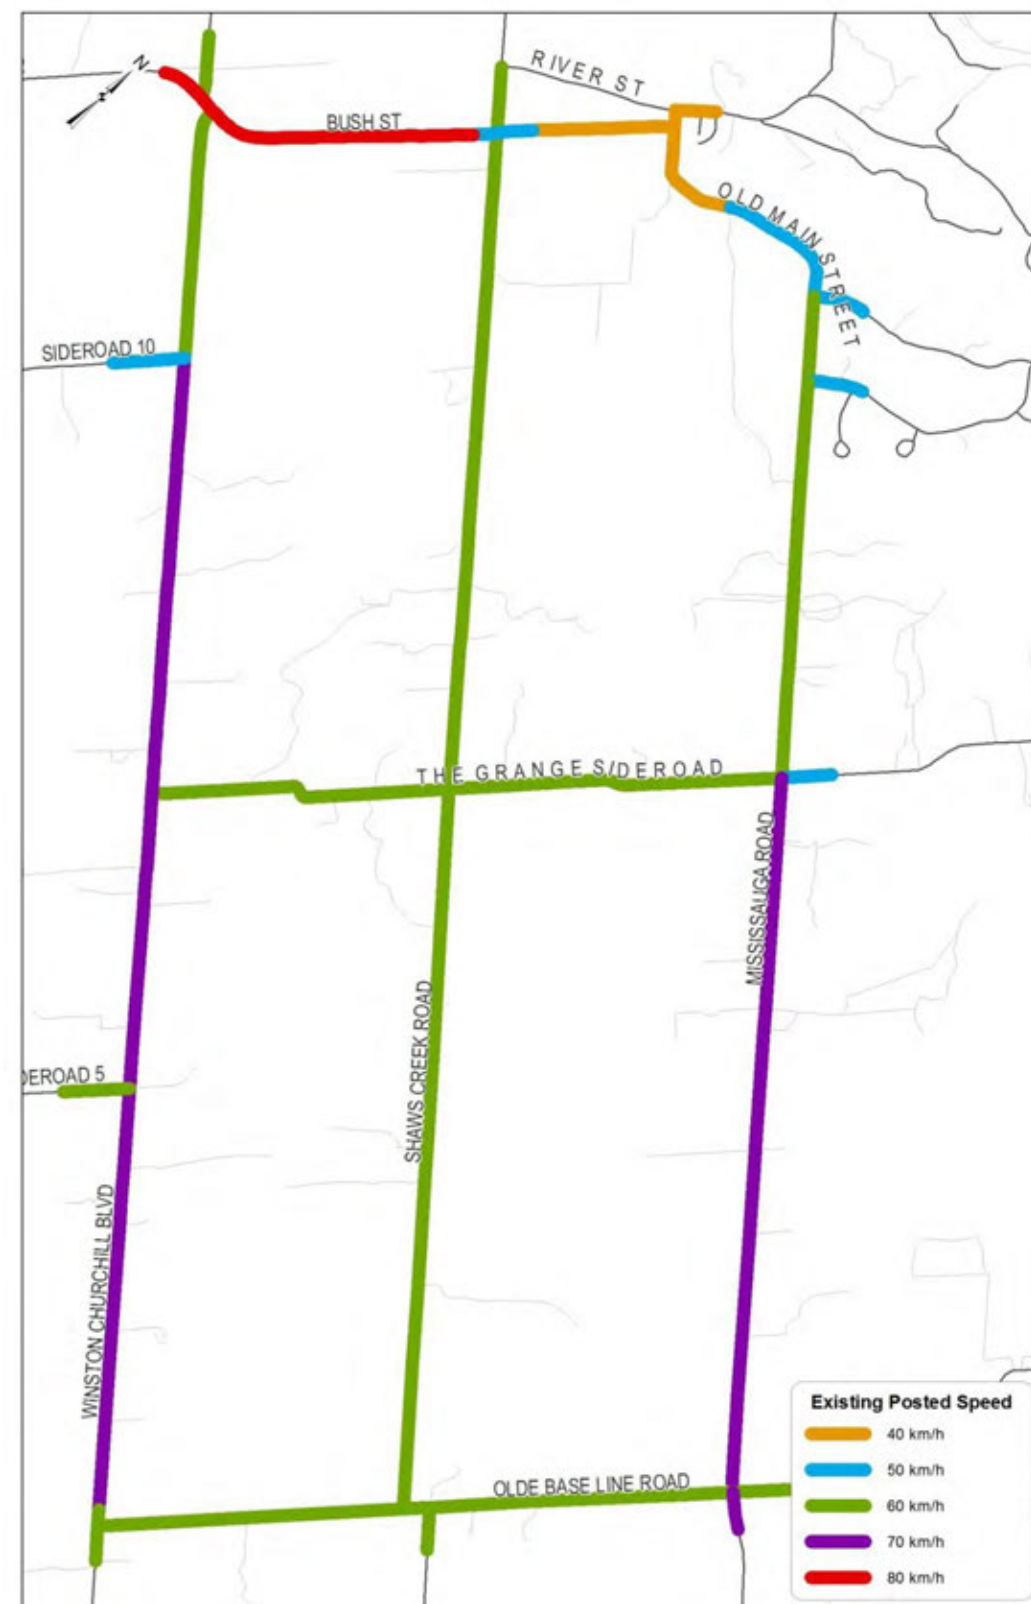 N
RIVER ST
BUSH ST
OLD MAIN STREET
SIDEROAD 10
THE GRANGE SIDEROAD
MISSISSAUGA ROAD
SHAWS CREEK ROAD
DEROAD 5
WINSTON CHURCHILL BLVD
OLDE BASE LINE ROAD
Existing Posted Speed
40 km/h
50 km/h
60 km/h
70 km/h
80 km/h